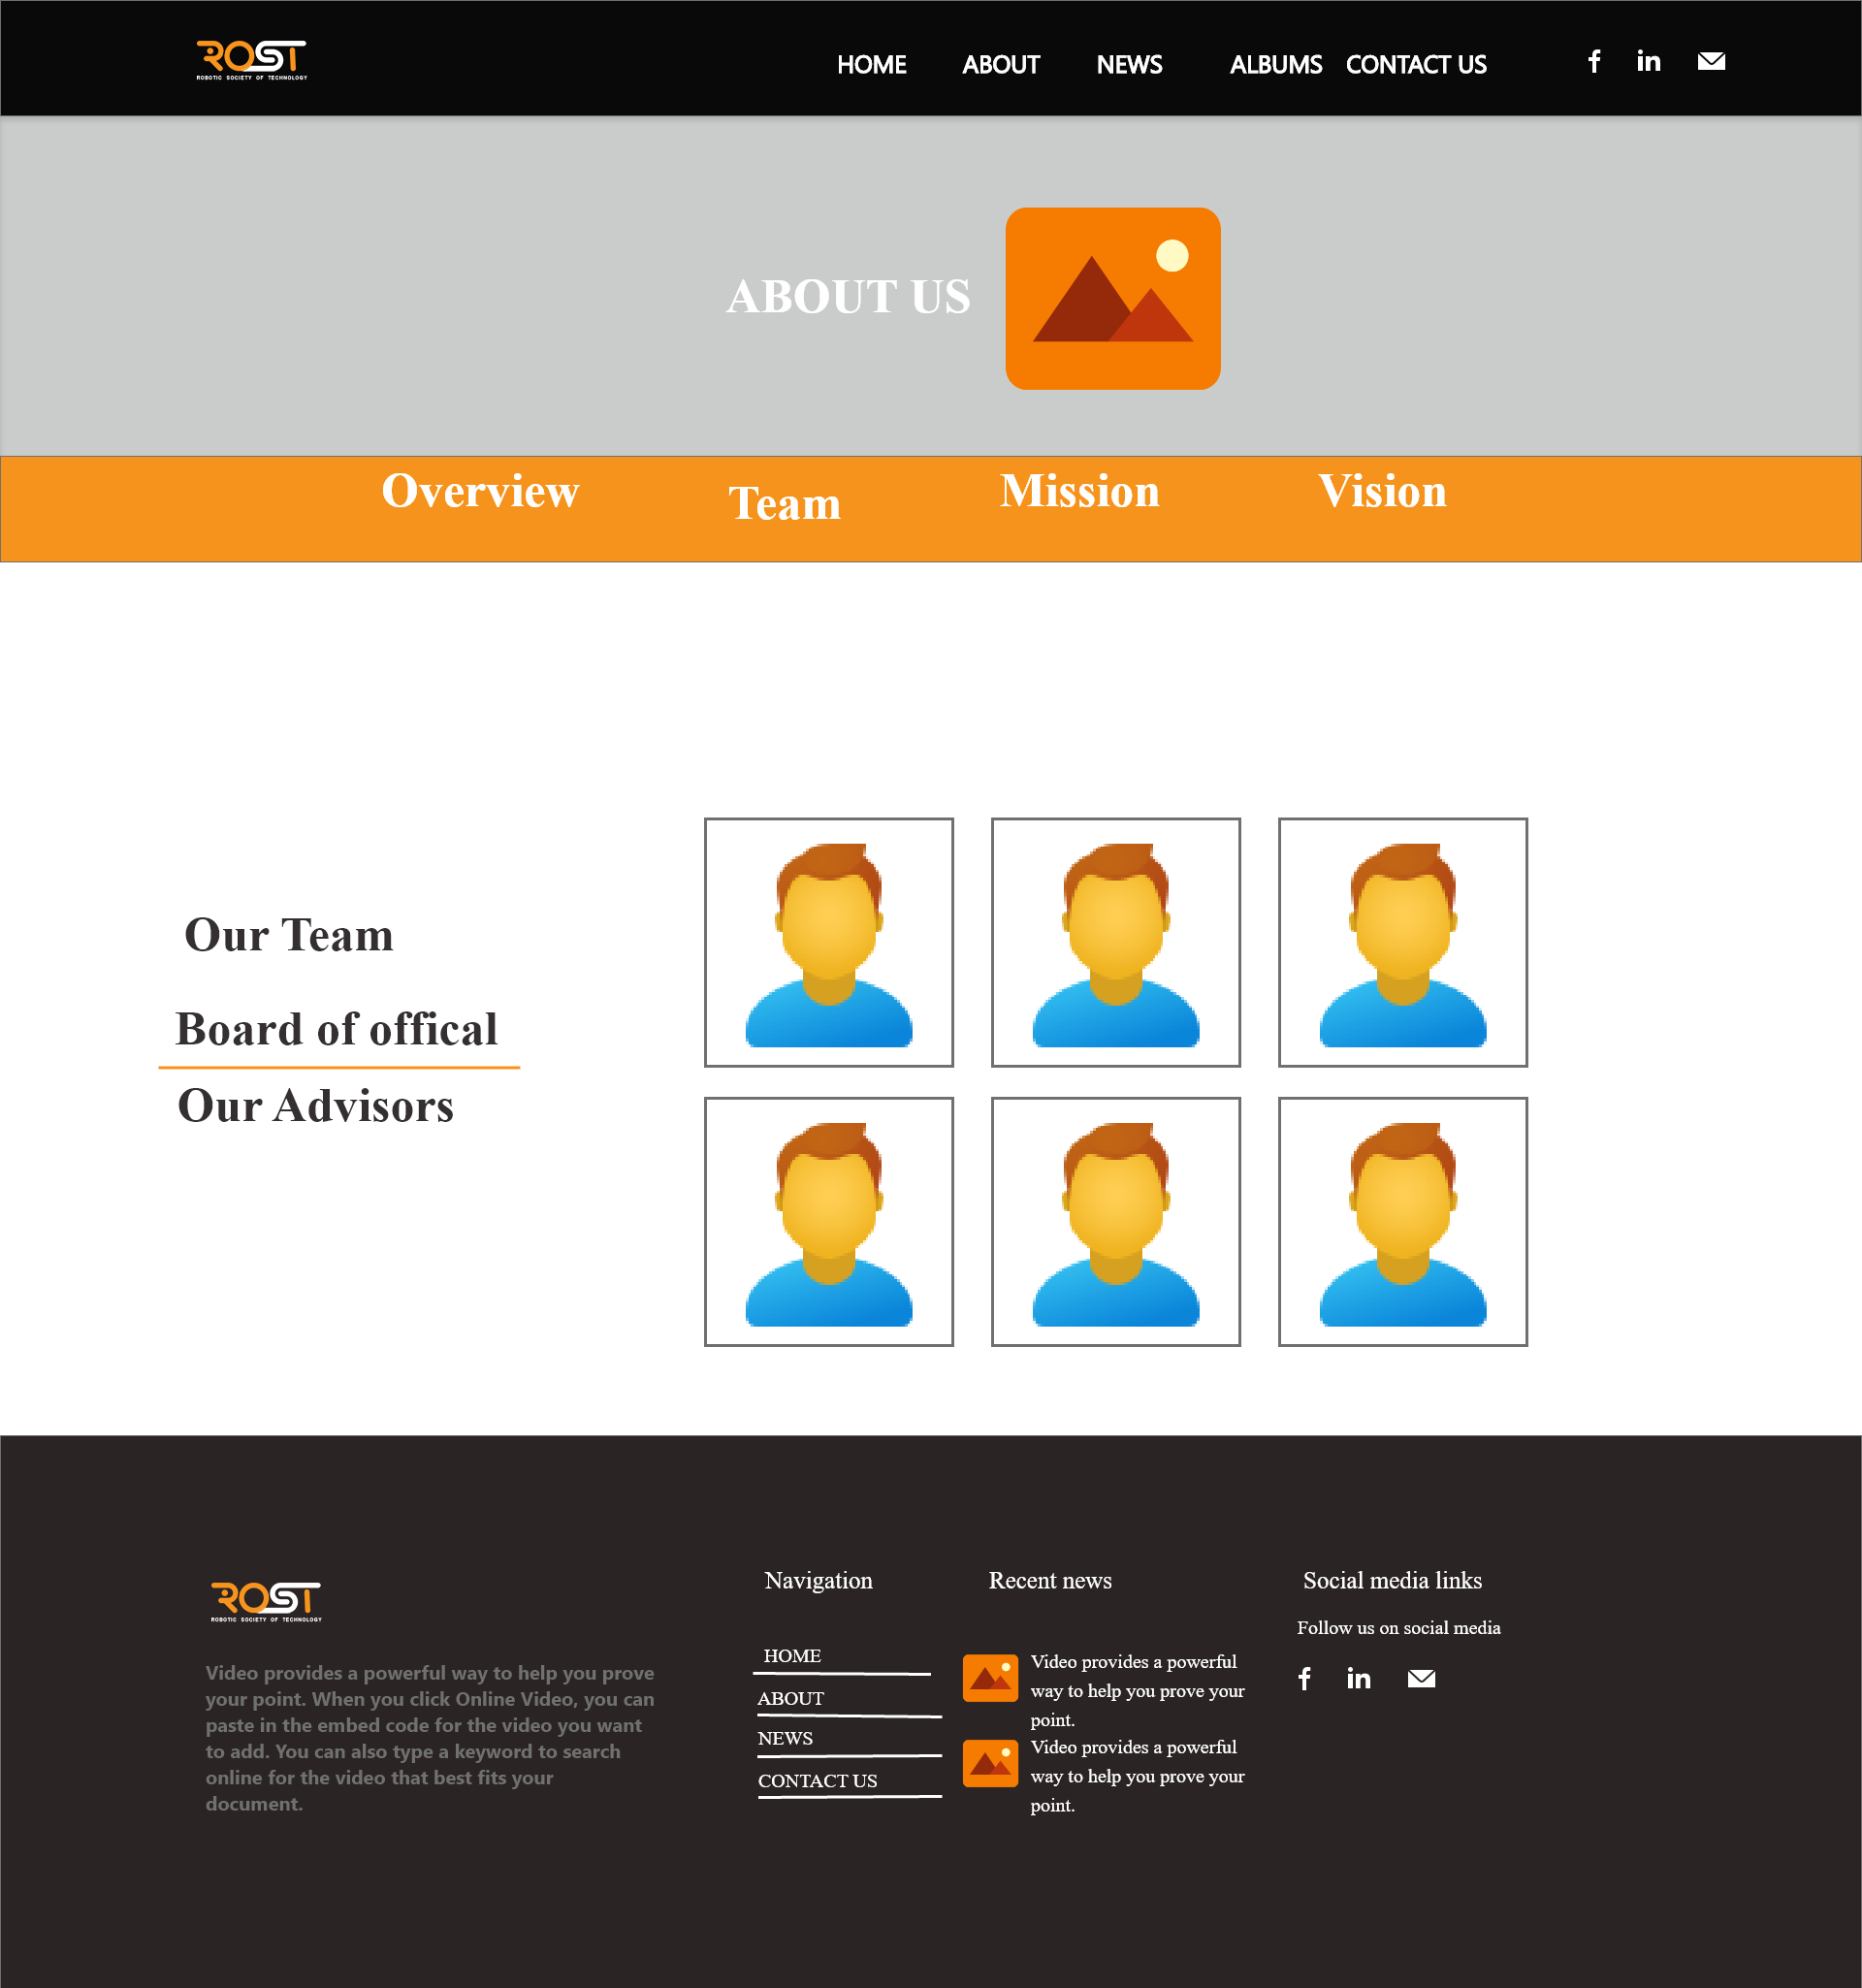 ROST
ROBOTIC SOCIETY OF TECHNOLOGY
HOME ABOUT NEWS ALBUMS CONTACT US f in
ABOUT US
Overview Team Mission Vision
Our Team
Board of offical
Our Advisors
ROST
ROBOTIC SOCIETY OF TECHNOLOGY
Video provides a powerful way to help you prove
your point. When you click Online Video, you can
paste in the embed code for the video you want
to add. You can also type a keyword to search
online for the video that best fits your
document.
Navigation
HOME
ABOUT
NEWS
CONTACT US
Recent news
Video provides a powerful
way to help you prove your
point.
Video provides a powerful
way to help you prove your
point.
Social media links
Follow us on social media
f in